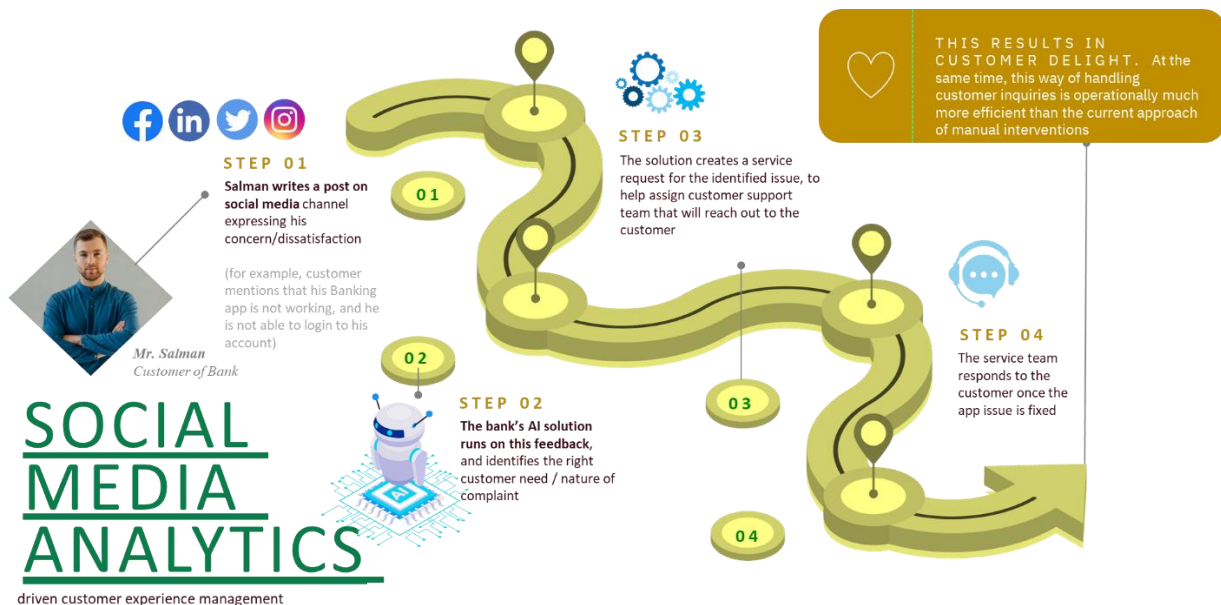 THIS RESULTS IN
CUSTOMER DELIGHT. At the
same time, this way of handling
customer inquiries is operationally much
more efficient than the current approach
of manual interventions
STEP 01
Salman writes a post on
social media channel
expressing his
concern/dissatisfaction
(for example, customer
mentions that his Banking
app is not working, and he
is not able to login to his
account)
Mr. Salman
Customer of Bank
01
STEP 03
The solution creates a service
request for the identified issue, to
help assign customer support
team that will reach out to the
customer
02
STEP 02
The bank's AI solution
runs on this feedback,
and identifies the right
customer need / nature of
complaint
AI
03
STEP 04
The service team
responds to the
customer once the
app issue is fixed
04
SOCIAL
MEDIA
ANALYTICS
driven customer experience management